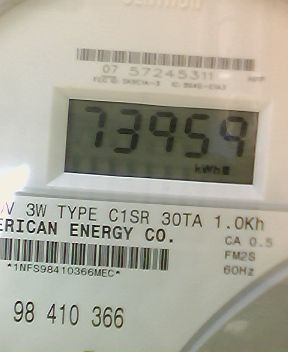 CENTRON
07 57245311
73959
kWh
V 3W TYPE C1SR 30TA 1.0Kh
ERICAN ENERGY CO.
CA 0.5
FM2S
60Hz
*1NFS98410366MEC*
98 410 366